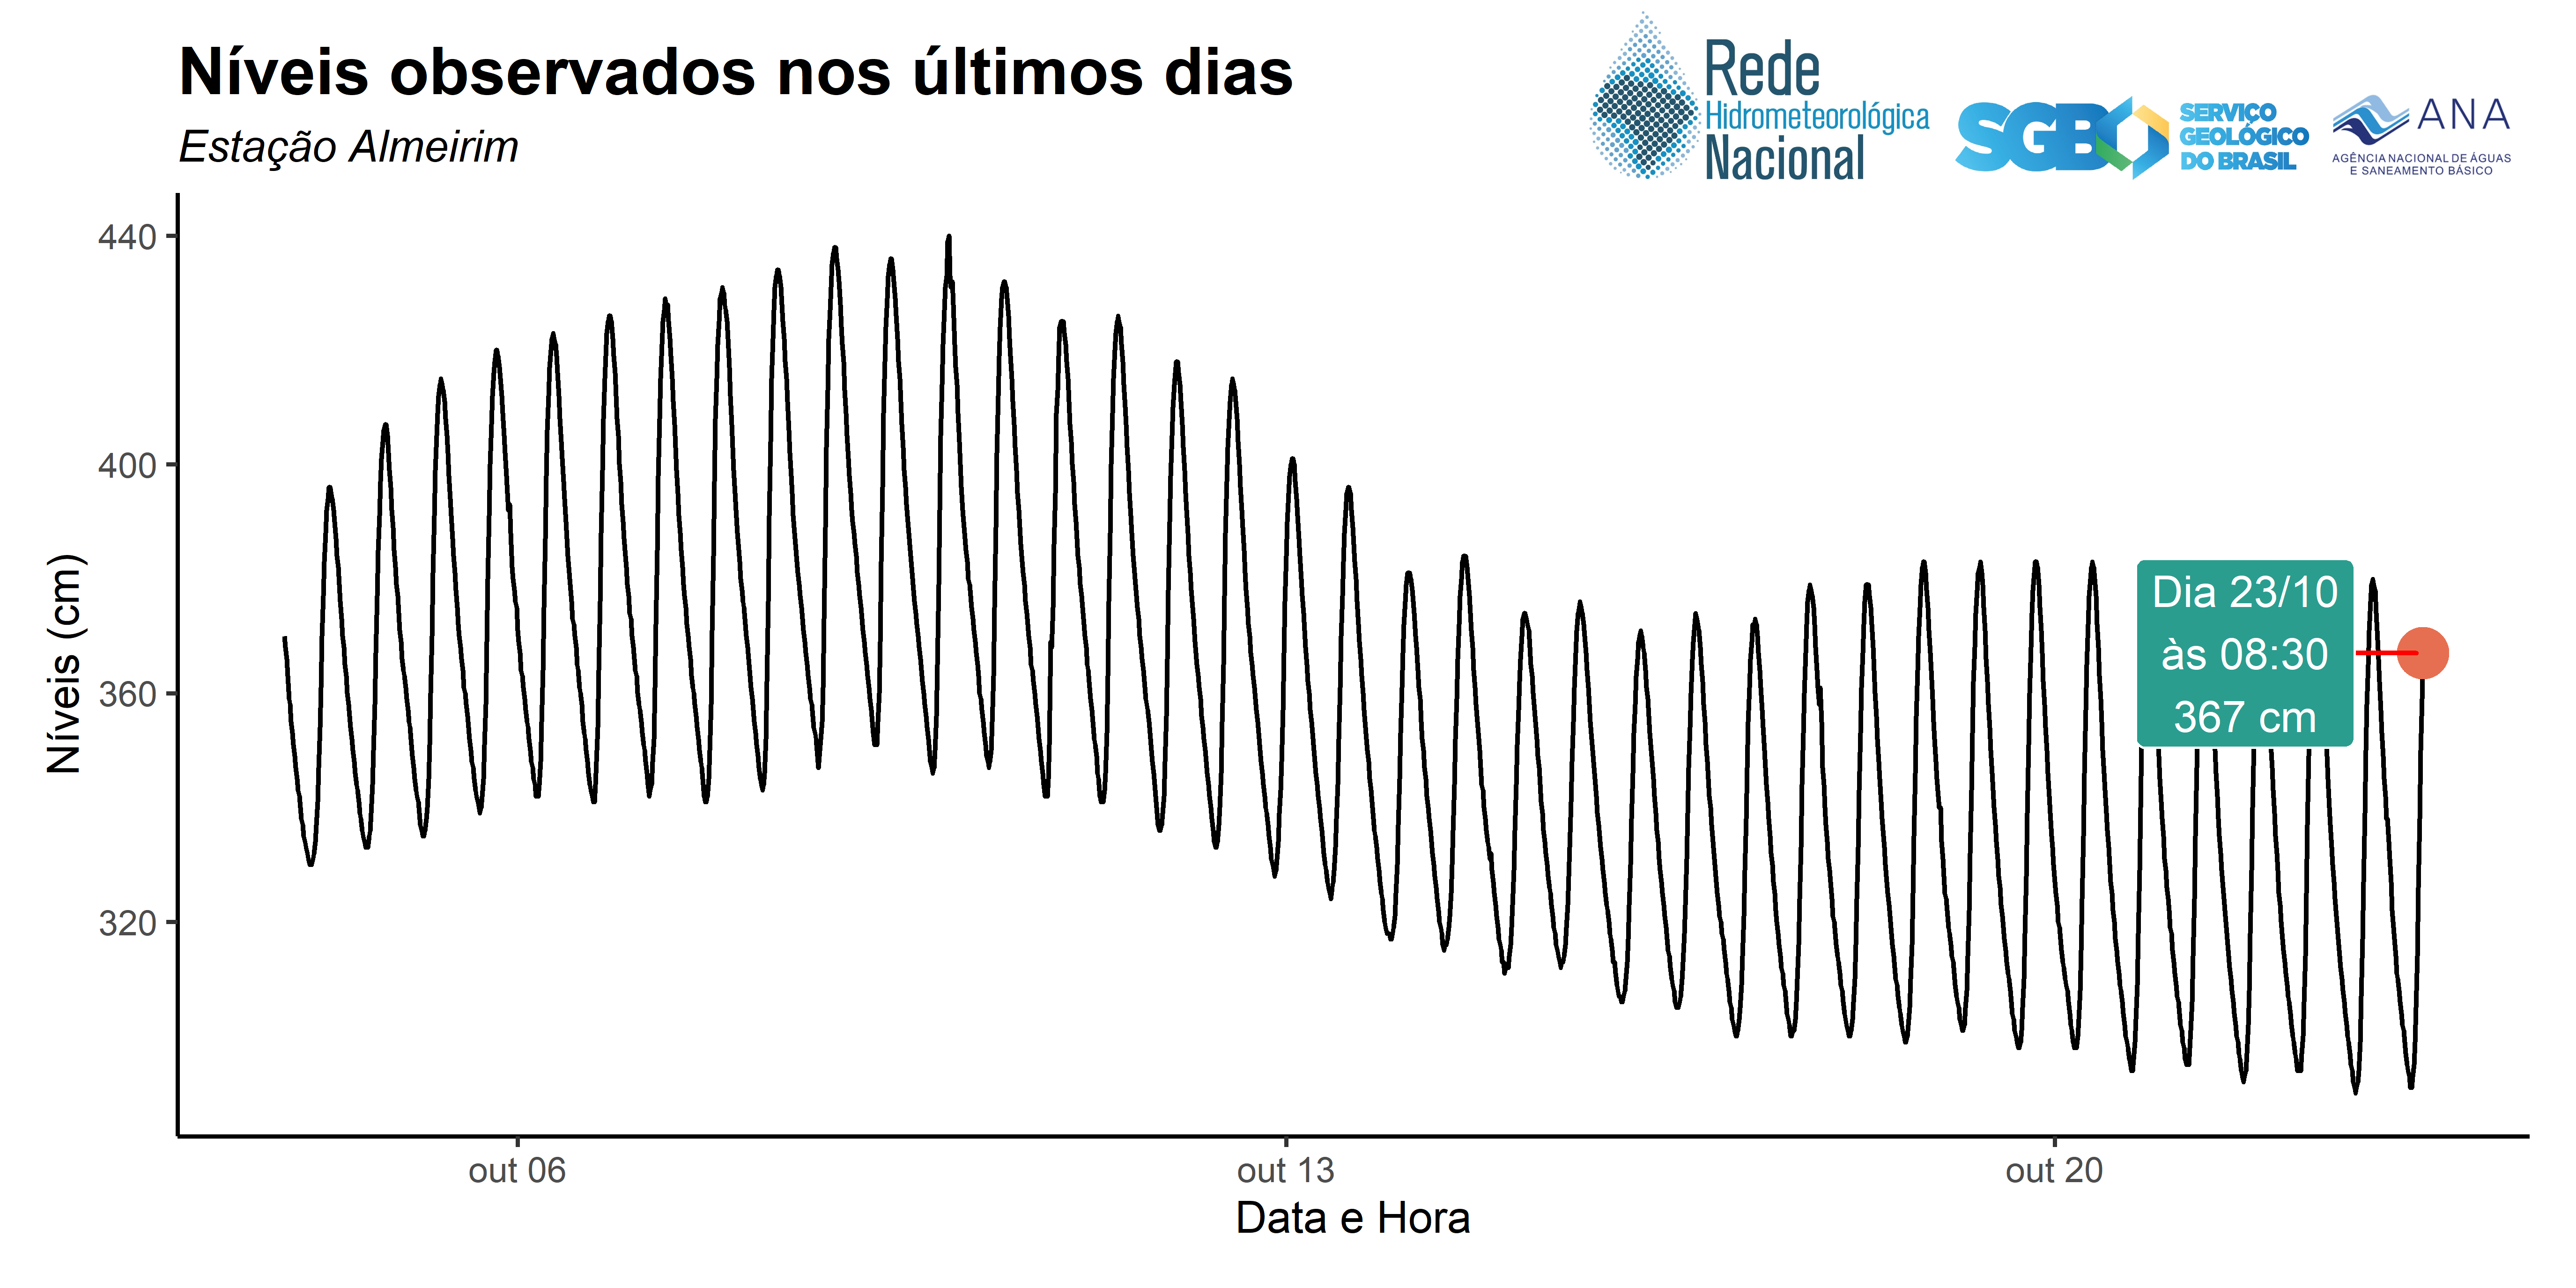 Níveis observados nos últimos dias
Estação Almeirim
Rede
Hidrometeorológica
Nacional
SGB
SERVIÇO
GEOLÓGICO
DO BRASIL
ANA
AGÊNCIA NACIONAL DE ÁGUAS
E SANEAMENTO BÁSICO
440
400
360
320
Níveis (cm)
Dia 23/10
às 08:30
367 cm
out 06
out 13
out 20
Data e Hora